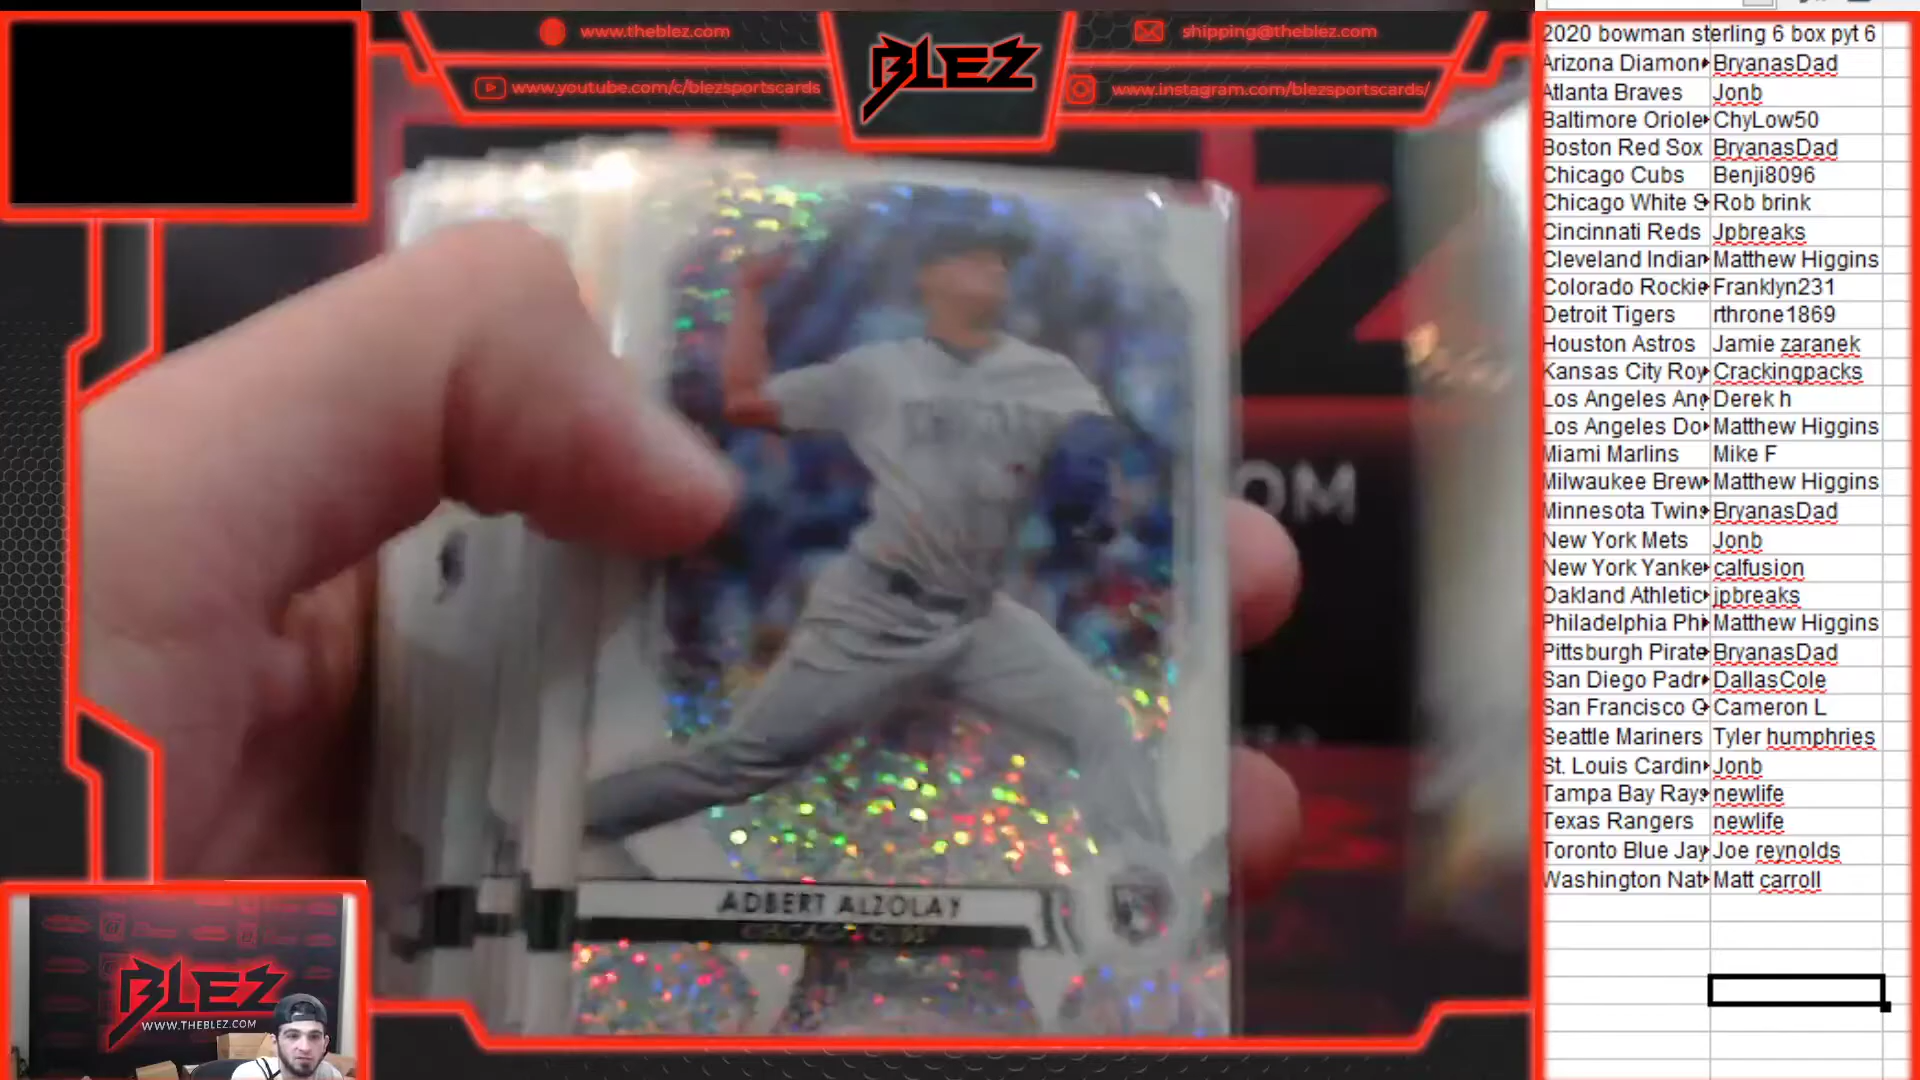 www.theblez.com
shipping@theblez.com
www.youtube.com/c/blezsportscards
BLEZ
www.instagram.com/blezsportscards/
OM
ADBERT ALZOLAY
CHICAGO CUBS
BLEZ
WWW.THEBLEZ.COM
2020 bowman sterling 6 box pyt 6
Arizona Diamon BryanasDad
Atlanta Braves Jonb
Baltimore Oriole ChyLow50
Boston Red Sox BryanasDad
Chicago Cubs Benji8096
Chicago White S Rob brink
Cincinnati Reds Jpbreaks
Cleveland Indian Matthew Higgins
Colorado Rockie Franklyn231
Detroit Tigers rthrone1869
Houston Astros Jamie zaranek
Kansas City Roy Crackingpacks
Los Angeles Ang Derek h
Los Angeles Do Matthew Higgins
Miami Marlins Mike F
Milwaukee Brew Matthew Higgins
Minnesota Twins BryanasDad
New York Mets Jonb
New York Yanke calfusion
Oakland Athletic jpbreaks
Philadelphia Phi Matthew Higgins
Pittsburgh Pirate BryanasDad
San Diego Padr DallasCole
San Francisco G Cameron L
Seattle Mariners Tyler humphries
St. Louis Cardin Jonb
Tampa Bay Rays newlife
Texas Rangers newlife
Toronto Blue Jay Joe reynolds
Washington Nat Matt carroll